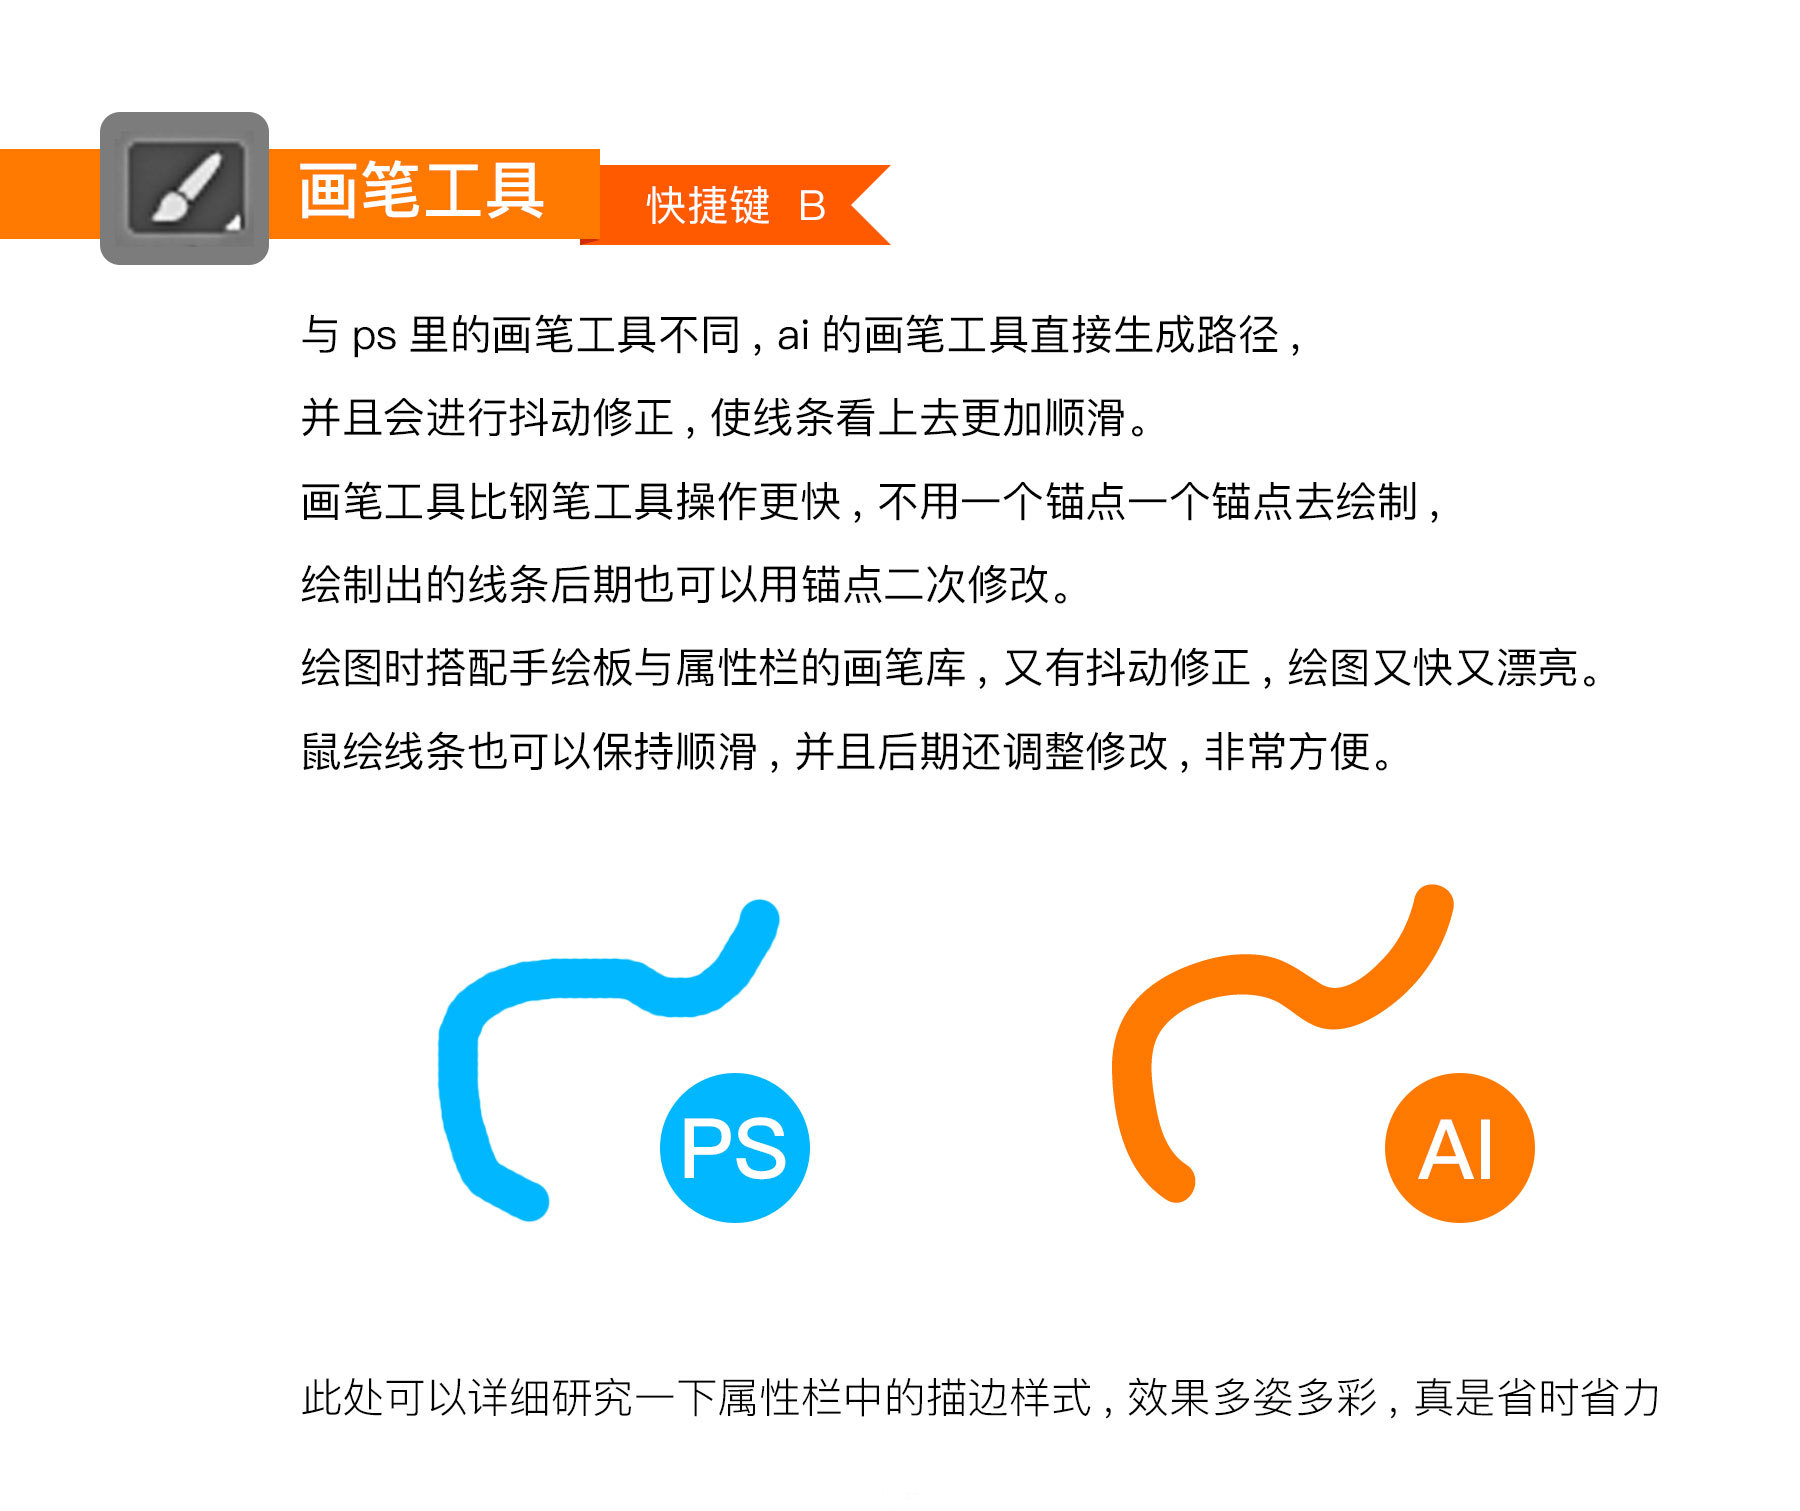 画笔工具
快捷键 B
与 ps 里的画笔工具不同，ai 的画笔工具直接生成路径，
并且会进行抖动修正，使线条看上去更加顺滑。
画笔工具比钢笔工具操作更快，不用一个锚点一个锚点去绘制，
绘制出的线条后期也可以用锚点二次修改。
绘图时搭配手绘板与属性栏的画笔库，又有抖动修正，绘图又快又漂亮。
鼠绘线条也可以保持顺滑，并且后期还调整修改，非常方便。
PS
AI
此处可以详细研究一下属性栏中的描边样式，效果多姿多彩，真是省时省力